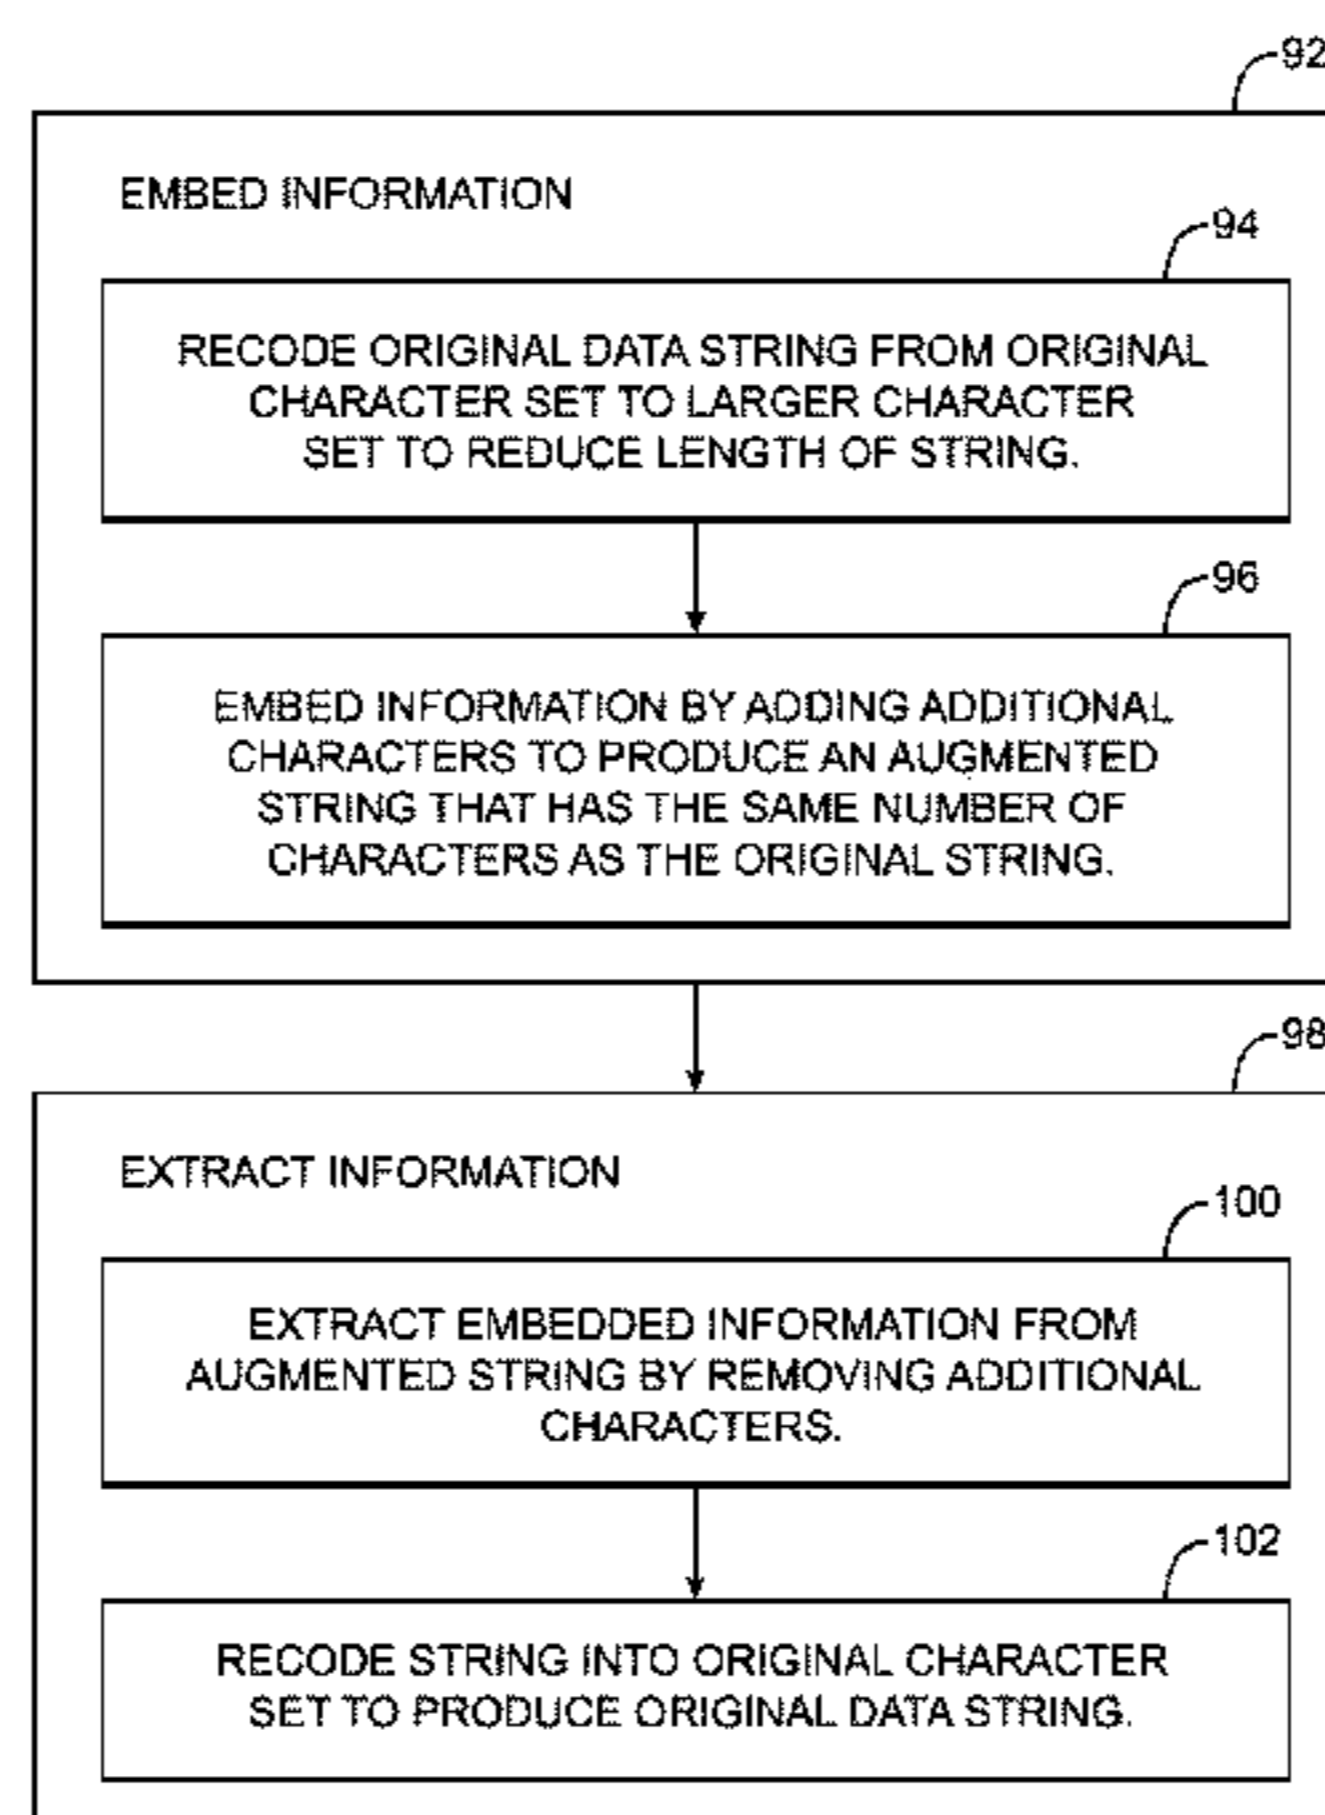 92
EMBED INFORMATION
94
RECODE ORIGINAL DATA STRING FROM ORIGINAL
CHARACTER SET TO LARGER CHARACTER
SET TO REDUCE LENGTH OF STRING.
96
EMBED INFORMATION BY ADDING ADDITIONAL
CHARACTERS TO PRODUCE AN AUGMENTED
STRING THAT HAS THE SAME NUMBER OF
CHARACTERS AS THE ORIGINAL STRING.
98
EXTRACT INFORMATION
100
EXTRACT EMBEDDED INFORMATION FROM
AUGMENTED STRING BY REMOVING ADDITIONAL
CHARACTERS.
102
RECODE STRING INTO ORIGINAL CHARACTER
SET TO PRODUCE ORIGINAL DATA STRING.